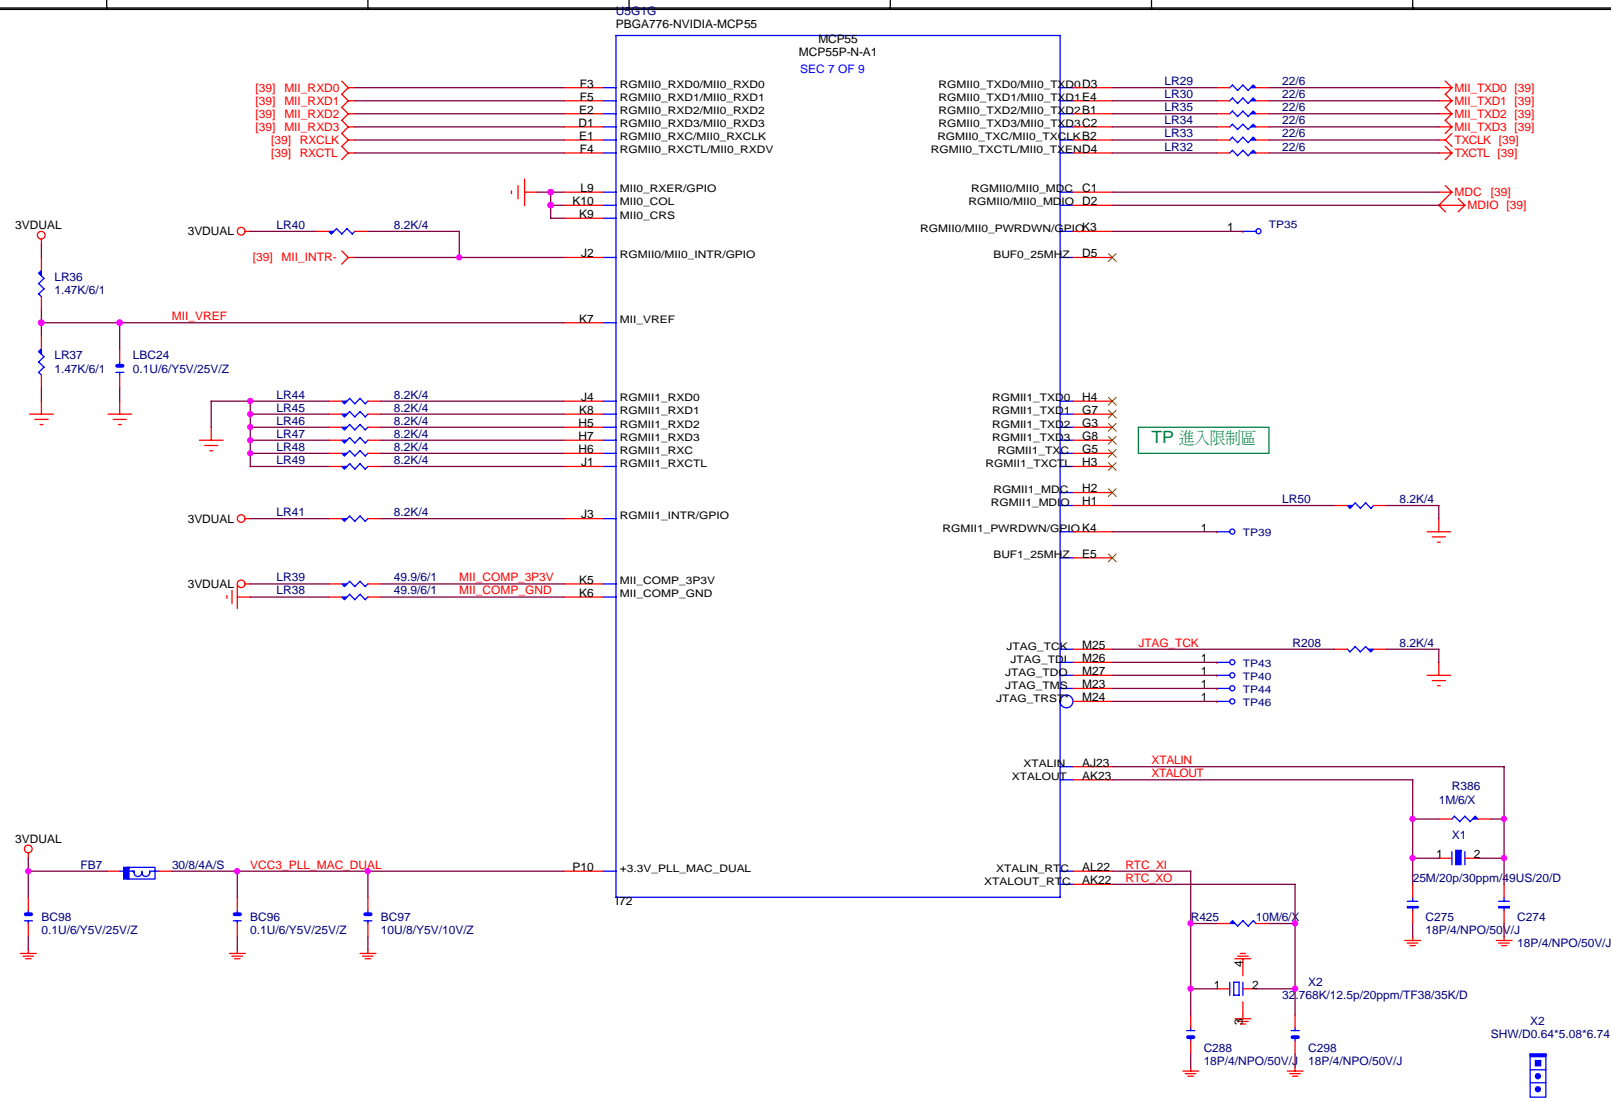 U5G1G
PBGA776-NVIDIA-MCP55
MCP55
MCP55P-N-A1
SEC 7 OF 9
[39] MII_RXD0 F3 RGMII0_RXD0/MII0_RXD0 RGMII0_TXD0/MII0_TXD0 D3 LR29 22/6 MII_TXD0 [39]
[39] MII_RXD1 F5 RGMII0_RXD1/MII0_RXD1 RGMII0_TXD1/MII0_TXD1 E4 LR30 22/6 MII_TXD1 [39]
[39] MII_RXD2 E2 RGMII0_RXD2/MII0_RXD2 RGMII0_TXD2/MII0_TXD2 B1 LR35 22/6 MII_TXD2 [39]
[39] MII_RXD3 D1 RGMII0_RXD3/MII0_RXD3 RGMII0_TXD3/MII0_TXD3 C2 LR34 22/6 MII_TXD3 [39]
[39] RXCLK E1 RGMII0_RXC/MII0_RXCLK RGMII0_TXC/MII0_TXCLK B2 LR33 22/6 TXCLK [39]
[39] RXCTL F4 RGMII0_RXCTL/MII0_RXDV RGMII0_TXCTL/MII0_TXEN D4 LR32 22/6 TXCTL [39]
L9 MII0_RXER/GPIO RGMII0/MII0_MDC C1 MDC [39]
K10 MII0_COL RGMII0/MII0_MDIO D2 MDIO [39]
K9 MII0_CRS
3VDUAL
3VDUAL LR40 8.2K/4 RGMII0/MII0_PWRDWN/GPIO K3 1 TP35
[39] MII_INTR- J2 RGMII0/MII0_INTR/GPIO BUF0_25MHZ D5
LR36
1.47K/6/1
MII_VREF K7 MII_VREF
LR37 LBC24
1.47K/6/1 0.1U/6/Y5V/25V/Z
LR44 8.2K/4 J4 RGMII1_RXD0 RGMII1_TXD0 H4
LR45 8.2K/4 K8 RGMII1_RXD1 RGMII1_TXD1 G7
LR46 8.2K/4 H5 RGMII1_RXD2 RGMII1_TXD2 G3
LR47 8.2K/4 H7 RGMII1_RXD3 RGMII1_TXD3 G8
TP 進入限制區
LR48 8.2K/4 H6 RGMII1_RXC RGMII1_TXC G5
LR49 8.2K/4 J1 RGMII1_RXCTL RGMII1_TXCTL H3
RGMII1_MDC H2
RGMII1_MDIO H1 LR50 8.2K/4
3VDUAL LR41 8.2K/4 J3 RGMII1_INTR/GPIO
RGMII1_PWRDWN/GPIO K4 1 TP39
BUF1_25MHZ E5
3VDUAL LR39 49.9/6/1 MII_COMP_3P3V K5 MII_COMP_3P3V
LR38 49.9/6/1 MII_COMP_GND K6 MII_COMP_GND
JTAG_TCK M25 JTAG_TCK R208 8.2K/4
JTAG_TDI M26 1 TP43
JTAG_TDO M27 1 TP40
JTAG_TMS M23 1 TP44
JTAG_TRST* M24 1 TP46
XTALIN AJ23 XTALIN
XTALOUT AK23 XTALOUT
R386
1M/6/X
X1
1 2
25M/20p/30ppm/49US/20/D
C275 C274
18P/4/NPO/50V/J
18P/4/NPO/50V/J
3VDUAL
FB7 30/8/4A/S VCC3_PLL_MAC_DUAL P10 +3.3V_PLL_MAC_DUAL XTALIN_RTC AL22 RTC_XI
XTALOUT_RTC AK22 RTC_XO
I72
BC98 BC96 BC97
0.1U/6/Y5V/25V/Z 0.1U/6/Y5V/25V/Z 10U/8/Y5V/10V/Z
R425 10M/6/X
4
1 2 X2
32.768K/12.5p/20ppm/TF38/35K/D
3
C288 C298
18P/4/NPO/50V/J 18P/4/NPO/50V/J
X2
SHW/D0.64*5.08*6.74